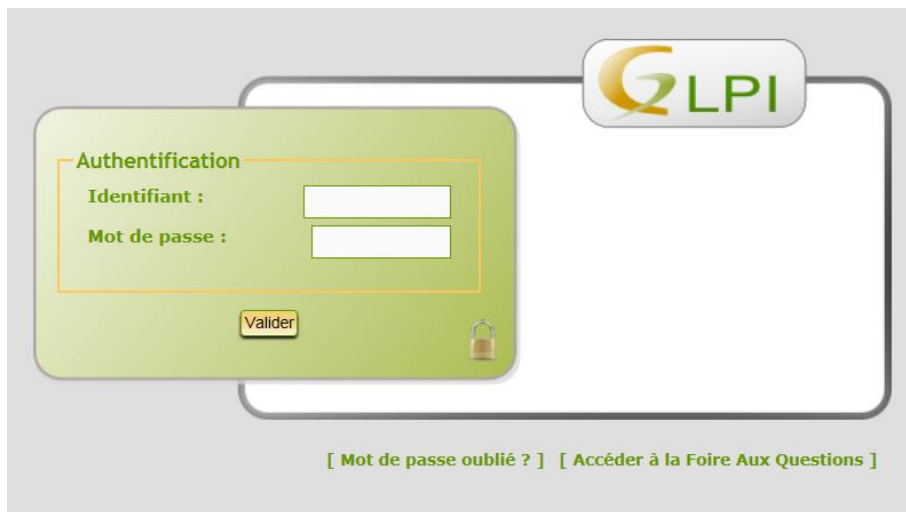 GLPI
Authentification
Identifiant :
Mot de passe :
Valider
[ Mot de passe oublié ? ] [ Accéder à la Foire Aux Questions ]